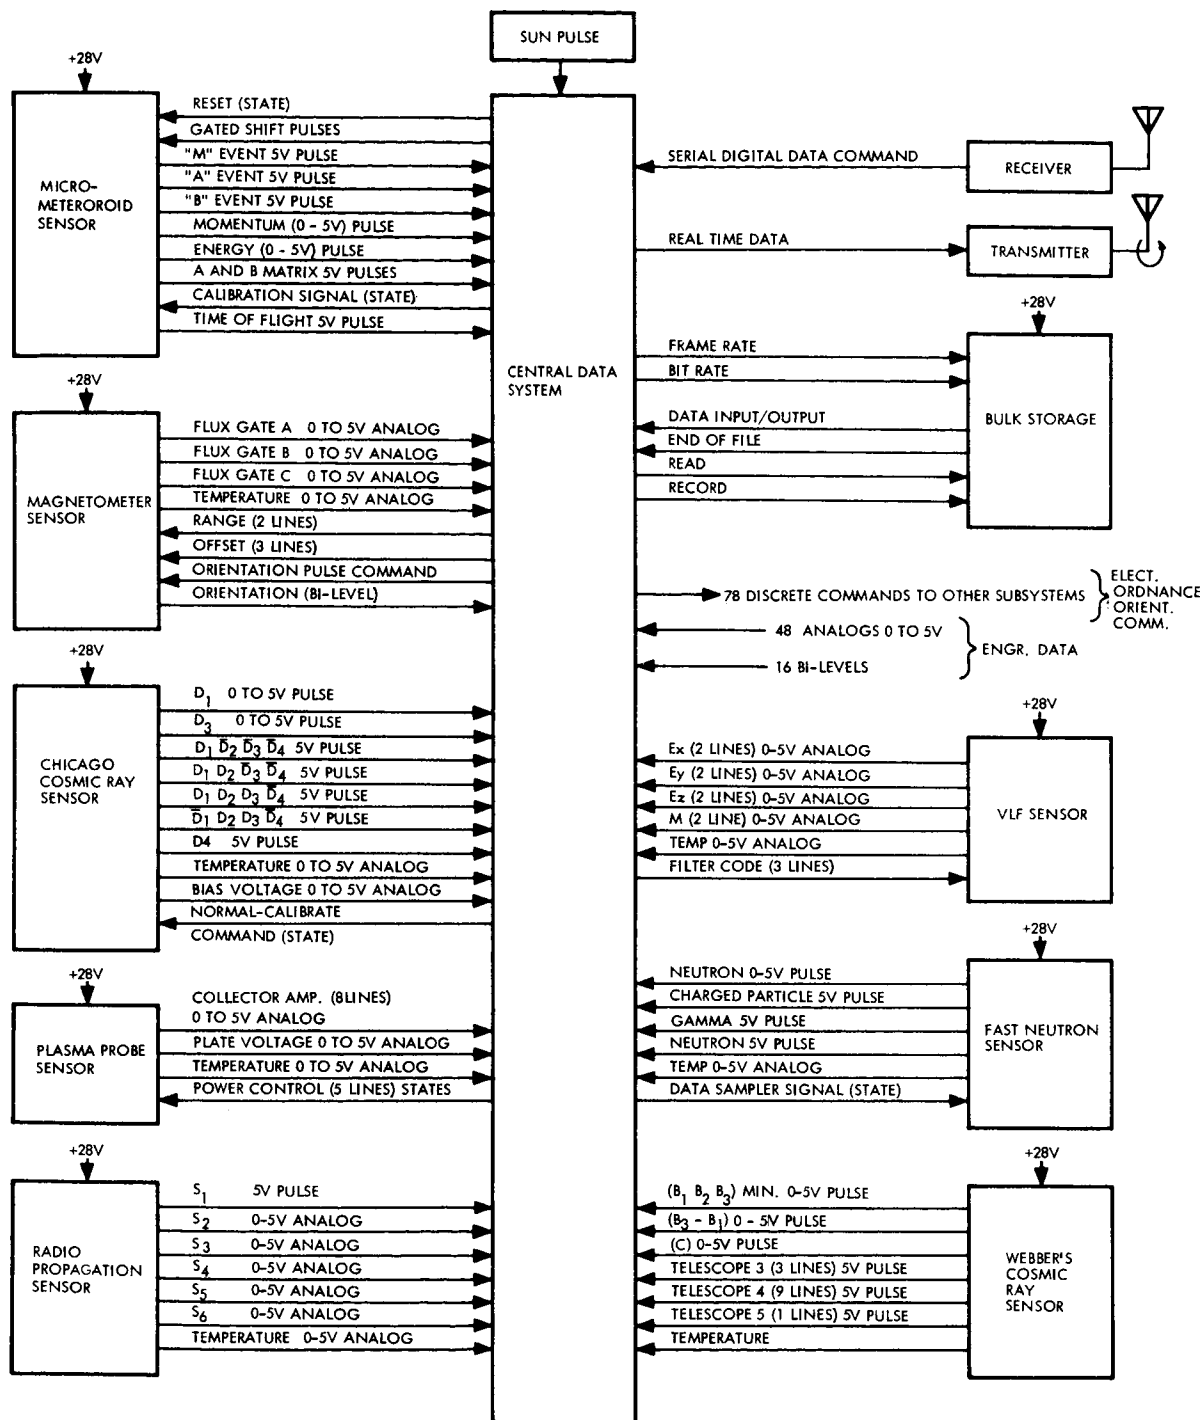 SUN PULSE
+28V
MICRO-
METEOROID
SENSOR
RESET (STATE)
GATED SHIFT PULSES
"M" EVENT 5V PULSE
"A" EVENT 5V PULSE
"B" EVENT 5V PULSE
MOMENTUM (0 - 5V) PULSE
ENERGY (0 - 5V) PULSE
A AND B MATRIX 5V PULSES
CALIBRATION SIGNAL (STATE)
TIME OF FLIGHT 5V PULSE
+28V
MAGNETOMETER
SENSOR
FLUX GATE A 0 TO 5V ANALOG
FLUX GATE B 0 TO 5V ANALOG
FLUX GATE C 0 TO 5V ANALOG
TEMPERATURE 0 TO 5V ANALOG
RANGE (2 LINES)
OFFSET (3 LINES)
ORIENTATION PULSE COMMAND
ORIENTATION (BI-LEVEL)
+28V
CHICAGO
COSMIC RAY
SENSOR
D₁ 0 TO 5V PULSE
D₃ 0 TO 5V PULSE
D₁ D̅₂ D̅₃ D̅₄ 5V PULSE
D₁ D₂ D̅₃ D̅₄ 5V PULSE
D₁ D₂ D₃ D̅₄ 5V PULSE
D̅₁ D₂ D₃ D̅₄ 5V PULSE
D4 5V PULSE
TEMPERATURE 0 TO 5V ANALOG
BIAS VOLTAGE 0 TO 5V ANALOG
NORMAL-CALIBRATE
COMMAND (STATE)
+28V
PLASMA PROBE
SENSOR
COLLECTOR AMP. (8LINES)
0 TO 5V ANALOG
PLATE VOLTAGE 0 TO 5V ANALOG
TEMPERATURE 0 TO 5V ANALOG
POWER CONTROL (5 LINES) STATES
+28V
RADIO
PROPAGATION
SENSOR
S₁ 5V PULSE
S₂ 0-5V ANALOG
S₃ 0-5V ANALOG
S₄ 0-5V ANALOG
S₅ 0-5V ANALOG
S₆ 0-5V ANALOG
TEMPERATURE 0-5V ANALOG
CENTRAL DATA
SYSTEM
SERIAL DIGITAL DATA COMMAND
RECEIVER
REAL TIME DATA
TRANSMITTER
+28V
FRAME RATE
BIT RATE
DATA INPUT/OUTPUT
END OF FILE
READ
RECORD
BULK STORAGE
78 DISCRETE COMMANDS TO OTHER SUBSYSTEMS
ELECT.
ORDNANCE
ORIENT.
COMM.
48 ANALOGS 0 TO 5V
16 BI-LEVELS
ENGR. DATA
+28V
Ex (2 LINES) 0-5V ANALOG
Ey (2 LINES) 0-5V ANALOG
Ez (2 LINES) 0-5V ANALOG
M (2 LINE) 0-5V ANALOG
TEMP 0-5V ANALOG
FILTER CODE (3 LINES)
VLF SENSOR
+28V
NEUTRON 0-5V PULSE
CHARGED PARTICLE 5V PULSE
GAMMA 5V PULSE
NEUTRON 5V PULSE
TEMP 0-5V ANALOG
DATA SAMPLER SIGNAL (STATE)
FAST NEUTRON
SENSOR
+28V
(B₁ B₂ B₃) MIN. 0-5V PULSE
(B₃ - B₁) 0 - 5V PULSE
(C) 0-5V PULSE
TELESCOPE 3 (3 LINES) 5V PULSE
TELESCOPE 4 (9 LINES) 5V PULSE
TELESCOPE 5 (1 LINES) 5V PULSE
TEMPERATURE
WEBBER'S
COSMIC
RAY
SENSOR